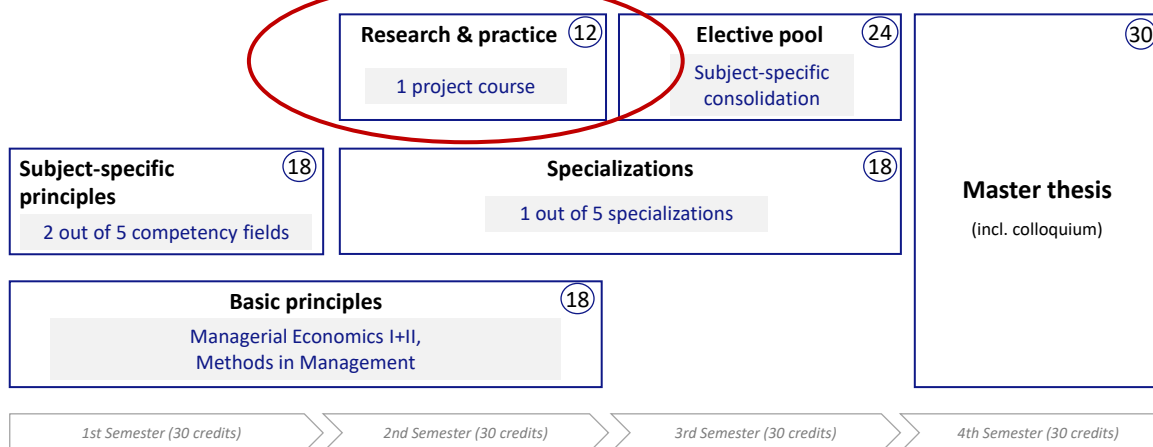 Research & practice 12
1 project course
Elective pool 24
Subject-specific
consolidation
30
Master thesis
(incl. colloquium)
Subject-specific 18
principles
2 out of 5 competency fields
Specializations 18
1 out of 5 specializations
Basic principles 18
Managerial Economics I+II,
Methods in Management
1st Semester (30 credits)
2nd Semester (30 credits)
3rd Semester (30 credits)
4th Semester (30 credits)